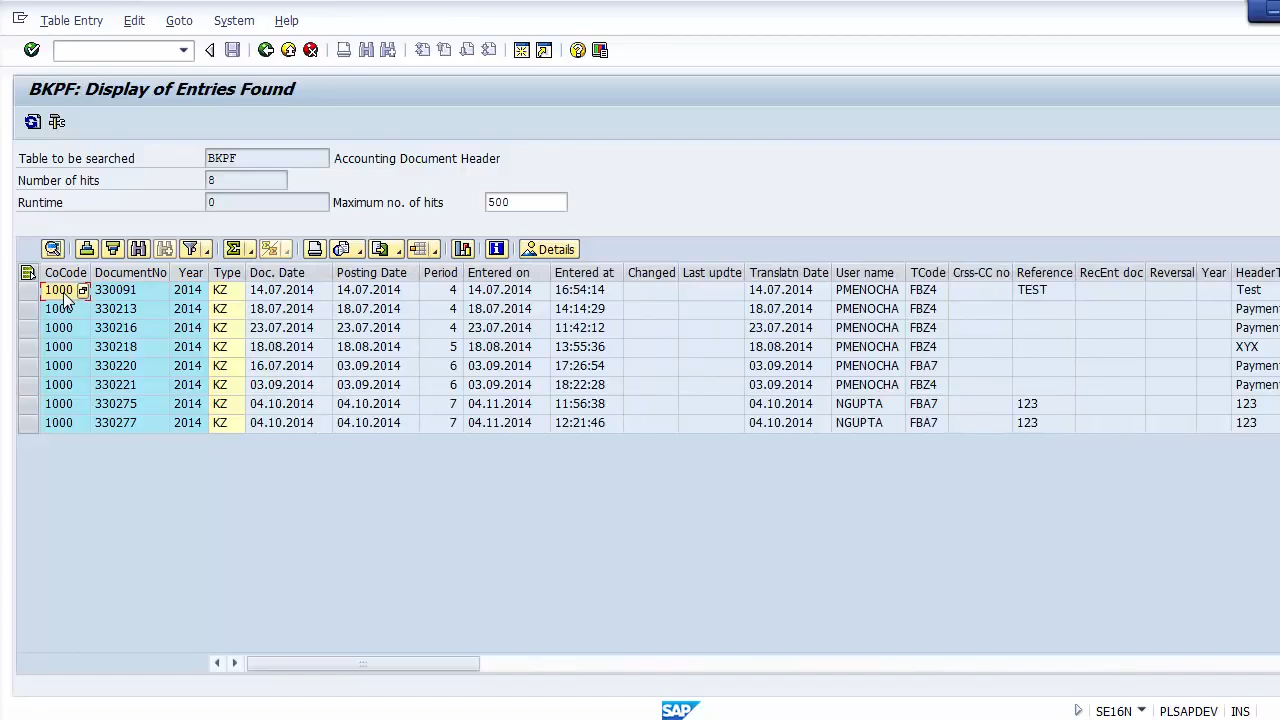 Table Entry Edit Goto System Help
BKPF: Display of Entries Found
Table to be searched BKPF Accounting Document Header
Number of hits 8
Runtime 0 Maximum no. of hits 500
Details
CoCode DocumentNo Year Type Doc. Date Posting Date Period Entered on Entered at Changed Last updte Translatn Date User name TCode Crss-CC no Reference RecEnt doc Reversal Year HeaderT
1000 330091 2014 KZ 14.07.2014 14.07.2014 4 14.07.2014 16:54:14 14.07.2014 PMENOCHA FBZ4 TEST Test
1000 330213 2014 KZ 18.07.2014 18.07.2014 4 18.07.2014 14:14:29 18.07.2014 PMENOCHA FBZ4 Paymen
1000 330216 2014 KZ 23.07.2014 23.07.2014 4 23.07.2014 11:42:12 23.07.2014 PMENOCHA FBZ4 Paymen
1000 330218 2014 KZ 18.08.2014 18.08.2014 5 18.08.2014 13:55:36 18.08.2014 PMENOCHA FBZ4 XYX
1000 330220 2014 KZ 16.07.2014 03.09.2014 6 03.09.2014 17:26:54 03.09.2014 PMENOCHA FBA7 Paymen
1000 330221 2014 KZ 03.09.2014 03.09.2014 6 03.09.2014 18:22:28 03.09.2014 PMENOCHA FBZ4 Paymen
1000 330275 2014 KZ 04.10.2014 04.10.2014 7 04.11.2014 11:56:38 04.10.2014 NGUPTA FBA7 123 123
1000 330277 2014 KZ 04.10.2014 04.10.2014 7 04.11.2014 12:21:46 04.10.2014 NGUPTA FBA7 123 123
SAP SE16N PLSAPDEV INS